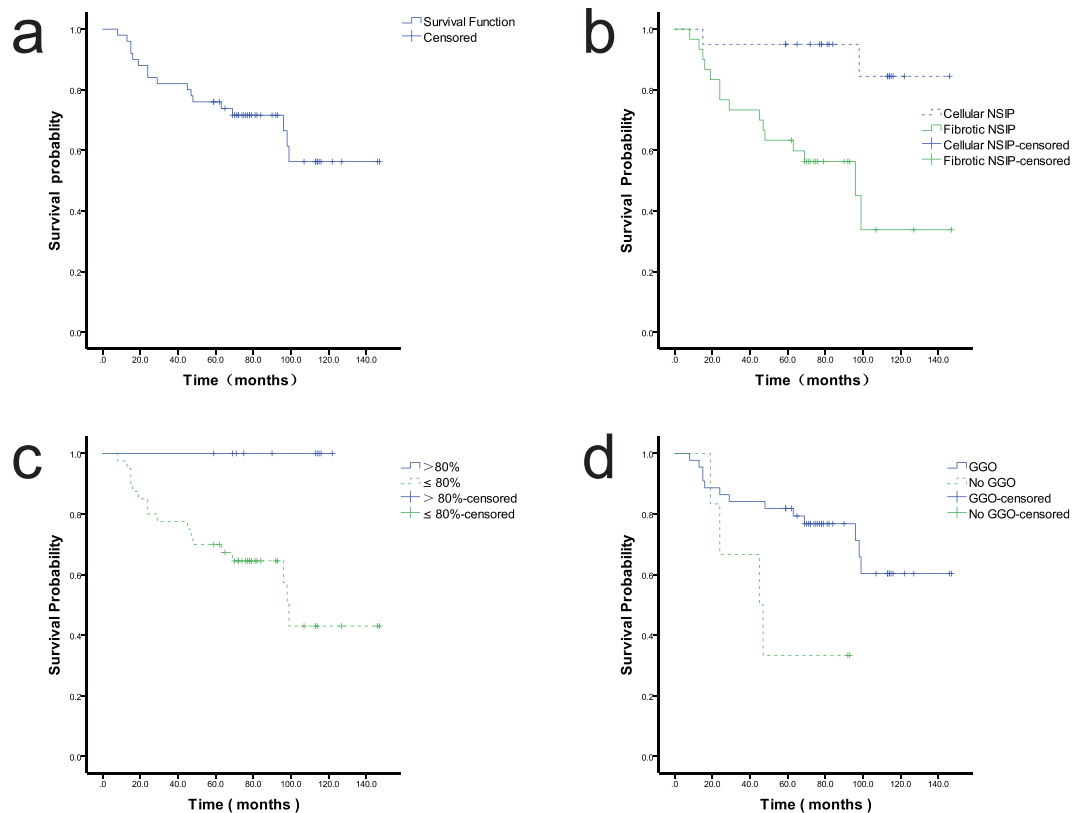 a
Survival probablity
1.0
0.8
0.6
0.4
0.2
0.0
.0 20.0 40.0 60.0 80.0 100.0 120.0 140.0
Time（months）
Survival Function
Censored
b
Survival Probability
1.0
0.8
0.6
0.4
0.2
0.0
.0 20.0 40.0 60.0 80.0 100.0 120.0 140.0
Time（months）
Cellular NSIP
Fibrotic NSIP
Cellular NSIP-censored
Fibrotic NSIP-censored
c
Survival Probability
1.0
0.8
0.6
0.4
0.2
0.0
.0 20.0 40.0 60.0 80.0 100.0 120.0 140.0
Time ( months )
＞80%
≤ 80%
＞ 80%-censored
≤ 80%-censored
d
Survival Probability
1.0
0.8
0.6
0.4
0.2
0.0
.0 20.0 40.0 60.0 80.0 100.0 120.0 140.0
Time ( months )
GGO
No GGO
GGO-censored
No GGO-censored